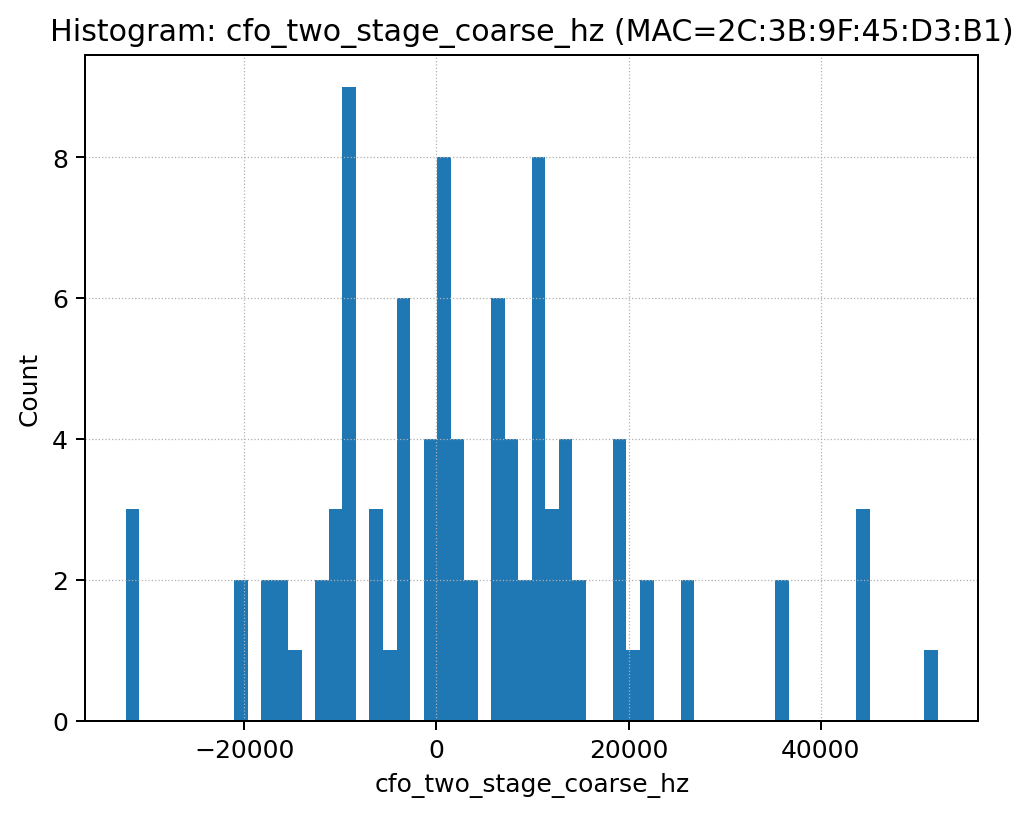 Histogram: cfo_two_stage_coarse_hz (MAC=2C:3B:9F:45:D3:B1)
Count
8
6
4
2
0
−20000 0 20000 40000
cfo_two_stage_coarse_hz